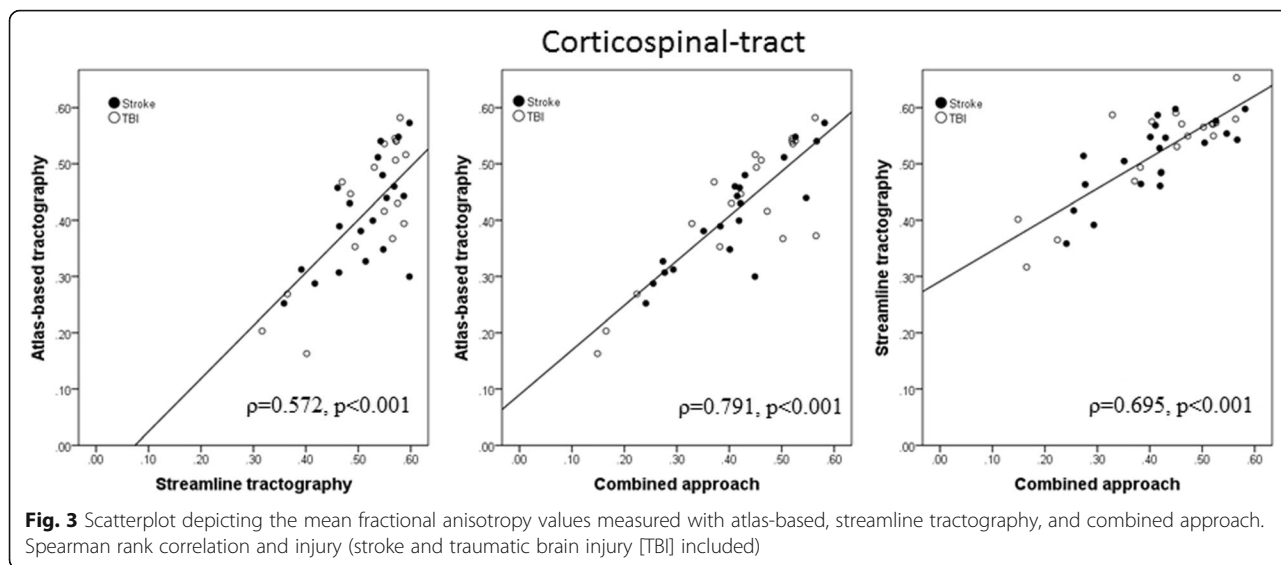 Corticospinal-tract
Stroke
TBI
.60
.50
.40
.30
.20
.10
.00
Atlas-based tractography
ρ=0.572, p<0.001
.00 .10 .20 .30 .40 .50 .60
Streamline tractography
Stroke
TBI
.60
.50
.40
.30
.20
.10
.00
Atlas-based tractography
ρ=0.791, p<0.001
.00 .10 .20 .30 .40 .50 .60
Combined approach
Stroke
TBI
.60
.50
.40
.30
.20
.10
.00
Streamline tractography
ρ=0.695, p<0.001
.00 .10 .20 .30 .40 .50 .60
Combined approach
Fig. 3 Scatterplot depicting the mean fractional anisotropy values measured with atlas-based, streamline tractography, and combined approach.
Spearman rank correlation and injury (stroke and traumatic brain injury [TBI] included)